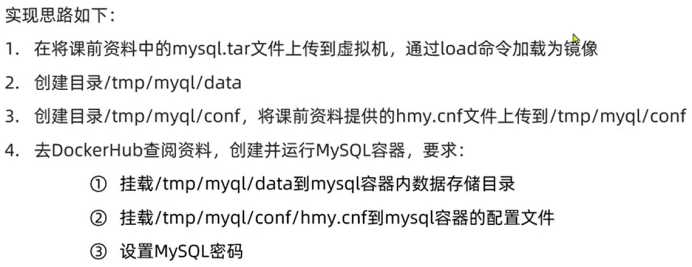 实现思路如下：
1. 在将课前资料中的mysql.tar文件上传到虚拟机，通过load命令加载为镜像
2. 创建目录/tmp/myql/data
3. 创建目录/tmp/myql/conf，将课前资料提供的hmy.cnf文件上传到/tmp/myql/conf
4. 去DockerHub查阅资料，创建并运行MySQL容器，要求：
① 挂载/tmp/myql/data到mysql容器内数据存储目录
② 挂载/tmp/myql/conf/hmy.cnf到mysql容器的配置文件
③ 设置MySQL密码